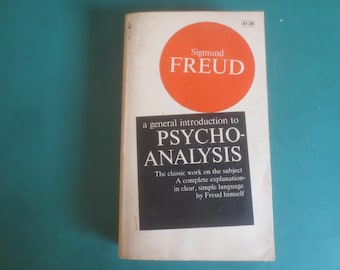 $1.25
Sigmund
FREUD
a general introduction to
PSYCHO-
ANALYSIS
The classic work on the subject
A complete explanation-
in clear, simple language
by Freud himself